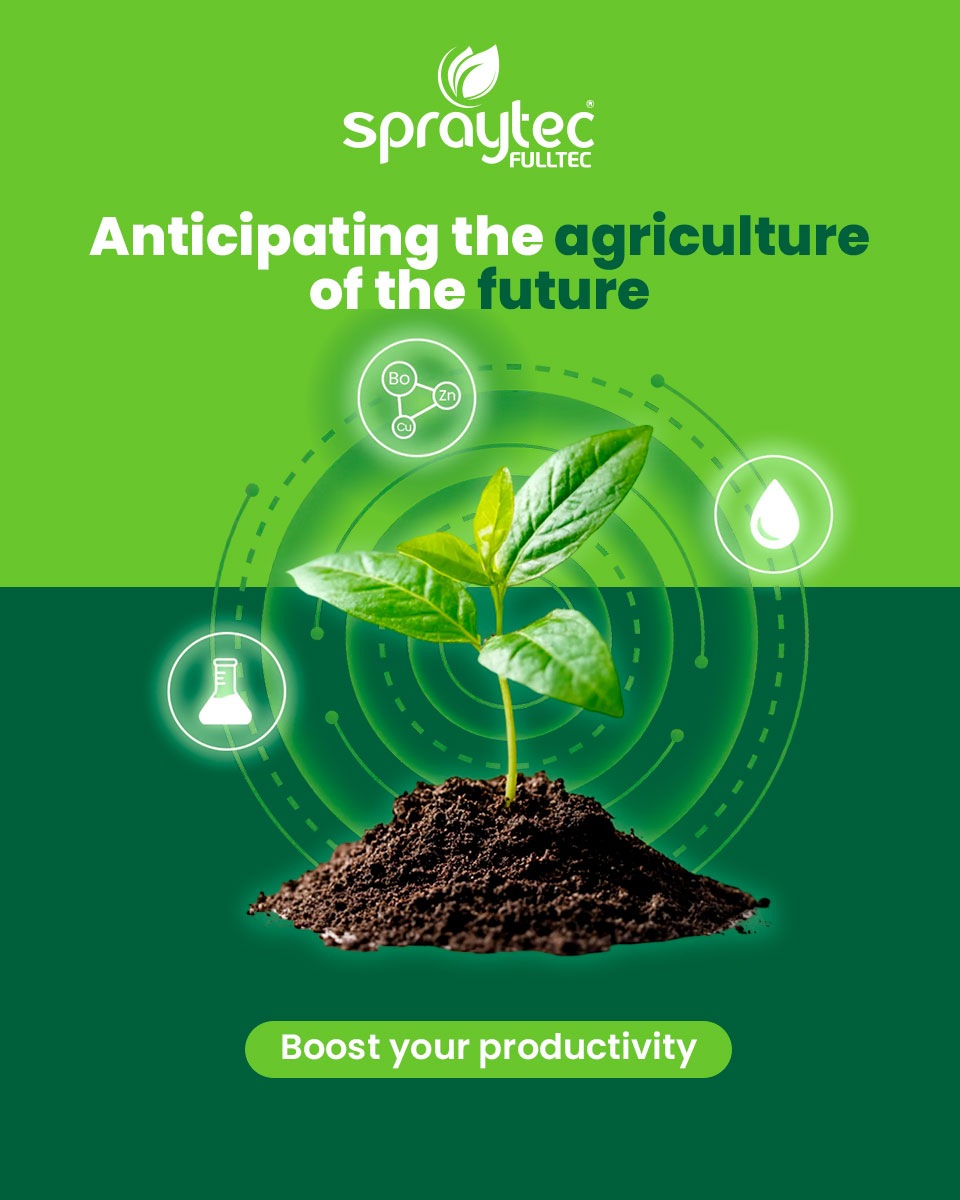 spraytec®
FULLTEC
Anticipating the agriculture
of the future
Bo
Zn
Cu
Boost your productivity